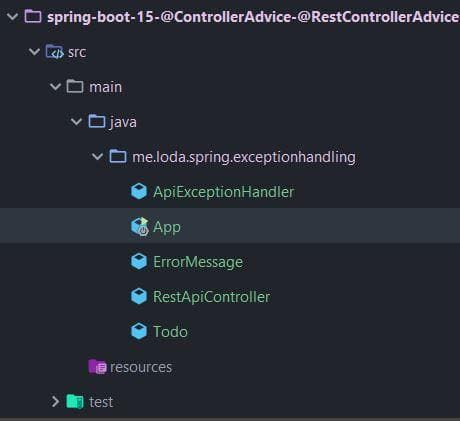 spring-boot-15-@ControllerAdvice-@RestControllerAdvice
src
main
java
me.loda.spring.exceptionhandling
ApiExceptionHandler
App
ErrorMessage
RestApiController
Todo
resources
test